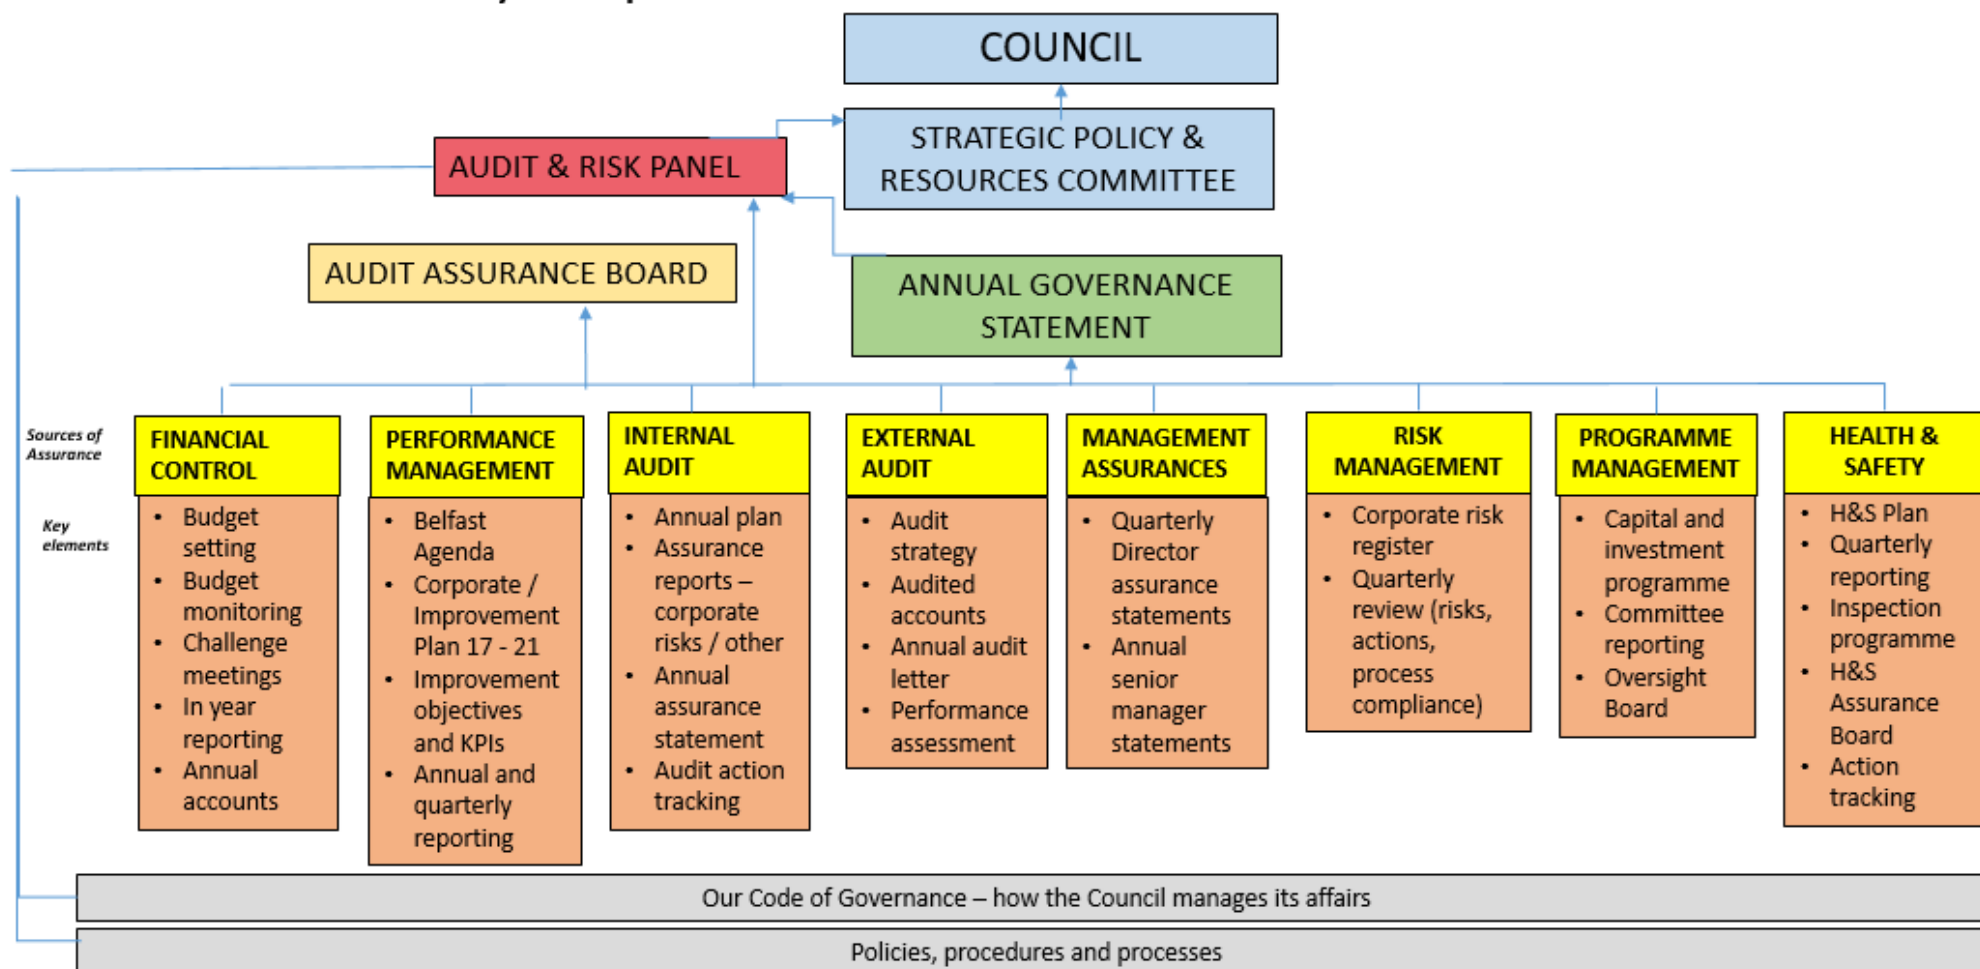 COUNCIL
STRATEGIC POLICY &
RESOURCES COMMITTEE
AUDIT & RISK PANEL
AUDIT ASSURANCE BOARD
ANNUAL GOVERNANCE
STATEMENT
Sources of
Assurance
Key
elements
FINANCIAL
CONTROL
• Budget
setting
• Budget
monitoring
• Challenge
meetings
• In year
reporting
• Annual
accounts
PERFORMANCE
MANAGEMENT
• Belfast
Agenda
• Corporate /
Improvement
Plan 17 - 21
• Improvement
objectives
and KPIs
• Annual and
quarterly
reporting
INTERNAL
AUDIT
• Annual plan
• Assurance
reports –
corporate
risks / other
• Annual
assurance
statement
• Audit action
tracking
EXTERNAL
AUDIT
• Audit
strategy
• Audited
accounts
• Annual audit
letter
• Performance
assessment
MANAGEMENT
ASSURANCES
• Quarterly
Director
assurance
statements
• Annual
senior
manager
statements
RISK
MANAGEMENT
• Corporate risk
register
• Quarterly
review (risks,
actions,
process
compliance)
PROGRAMME
MANAGEMENT
• Capital and
investment
programme
• Committee
reporting
• Oversight
Board
HEALTH &
SAFETY
• H&S Plan
• Quarterly
reporting
• Inspection
programme
• H&S
Assurance
Board
• Action
tracking
Our Code of Governance – how the Council manages its affairs
Policies, procedures and processes